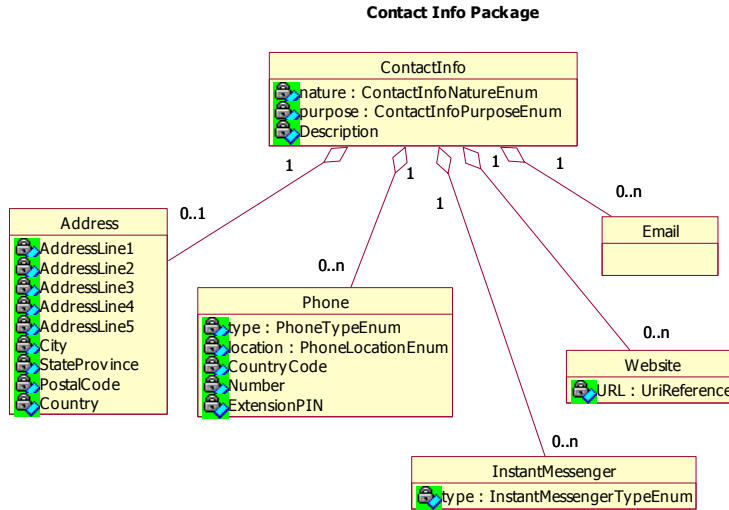 Contact Info Package
ContactInfo
nature : ContactInfoNatureEnum
purpose : ContactInfoPurposeEnum
Description
1
1
1
1
1
0..1
0..n
0..n
0..n
0..n
Address
AddressLine1
AddressLine2
AddressLine3
AddressLine4
AddressLine5
City
StateProvince
PostalCode
Country
Phone
type : PhoneTypeEnum
location : PhoneLocationEnum
CountryCode
Number
ExtensionPIN
Email
Website
URL : UriReference
InstantMessenger
type : InstantMessengerTypeEnum